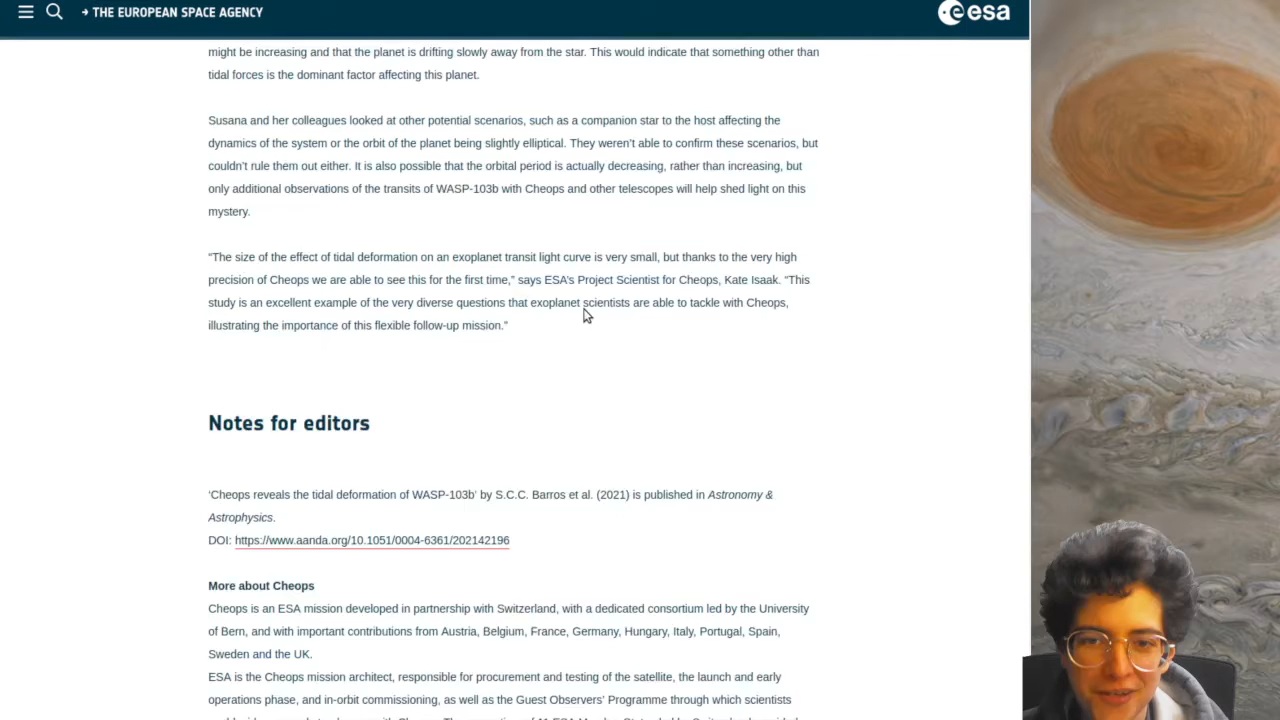 → THE EUROPEAN SPACE AGENCY
esa
might be increasing and that the planet is drifting slowly away from the star. This would indicate that something other than
tidal forces is the dominant factor affecting this planet.
Susana and her colleagues looked at other potential scenarios, such as a companion star to the host affecting the
dynamics of the system or the orbit of the planet being slightly elliptical. They weren’t able to confirm these scenarios, but
couldn’t rule them out either. It is also possible that the orbital period is actually decreasing, rather than increasing, but
only additional observations of the transits of WASP-103b with Cheops and other telescopes will help shed light on this
mystery.
“The size of the effect of tidal deformation on an exoplanet transit light curve is very small, but thanks to the very high
precision of Cheops we are able to see this for the first time,” says ESA’s Project Scientist for Cheops, Kate Isaak. “This
study is an excellent example of the very diverse questions that exoplanet scientists are able to tackle with Cheops,
illustrating the importance of this flexible follow-up mission.”
Notes for editors
‘Cheops reveals the tidal deformation of WASP-103b’ by S.C.C. Barros et al. (2021) is published in Astronomy &
Astrophysics.
DOI: https://www.aanda.org/10.1051/0004-6361/202142196
More about Cheops
Cheops is an ESA mission developed in partnership with Switzerland, with a dedicated consortium led by the University
of Bern, and with important contributions from Austria, Belgium, France, Germany, Hungary, Italy, Portugal, Spain,
Sweden and the UK.
ESA is the Cheops mission architect, responsible for procurement and testing of the satellite, the launch and early
operations phase, and in-orbit commissioning, as well as the Guest Observers’ Programme through which scientists